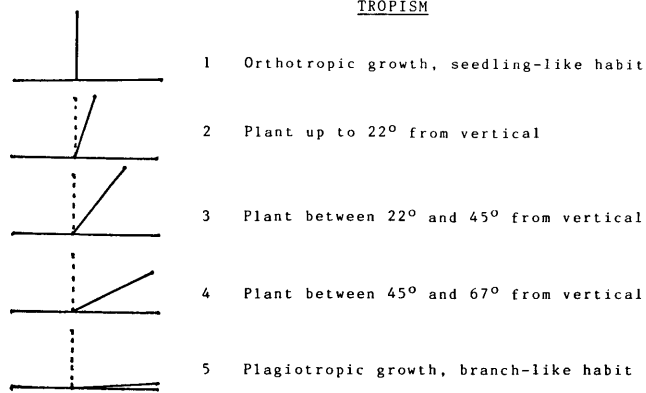 TROPISM
1 Orthotropic growth, seedling-like habit
2 Plant up to 22° from vertical
3 Plant between 22° and 45° from vertical
4 Plant between 45° and 67° from vertical
5 Plagiotropic growth, branch-like habit